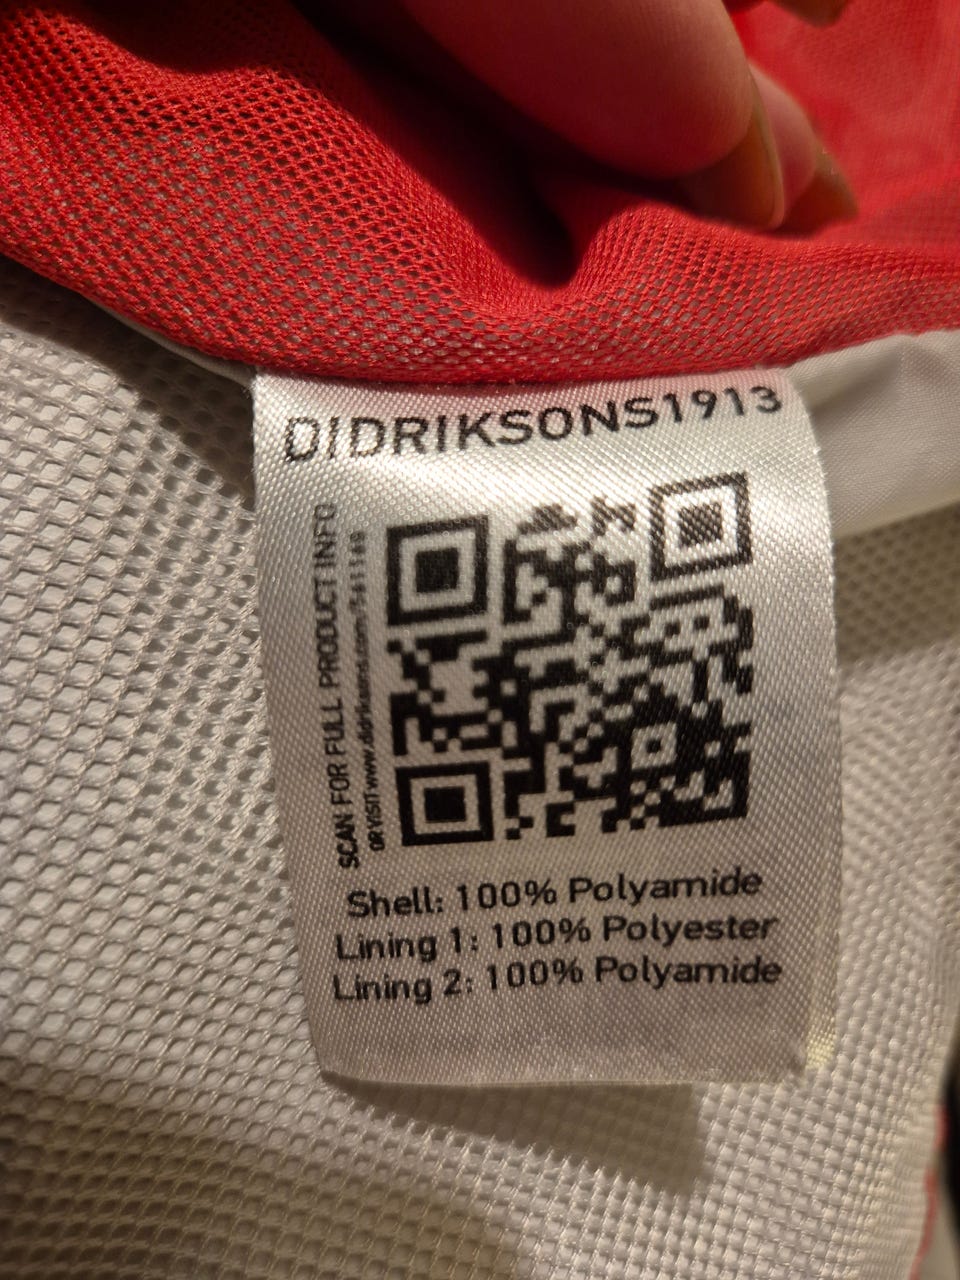 DIDRIKSONS1913
SCAN FOR FULL PRODUCT INFO
OR VISIT www.didriksons.com/
Shell: 100% Polyamide
Lining 1: 100% Polyester
Lining 2: 100% Polyamide